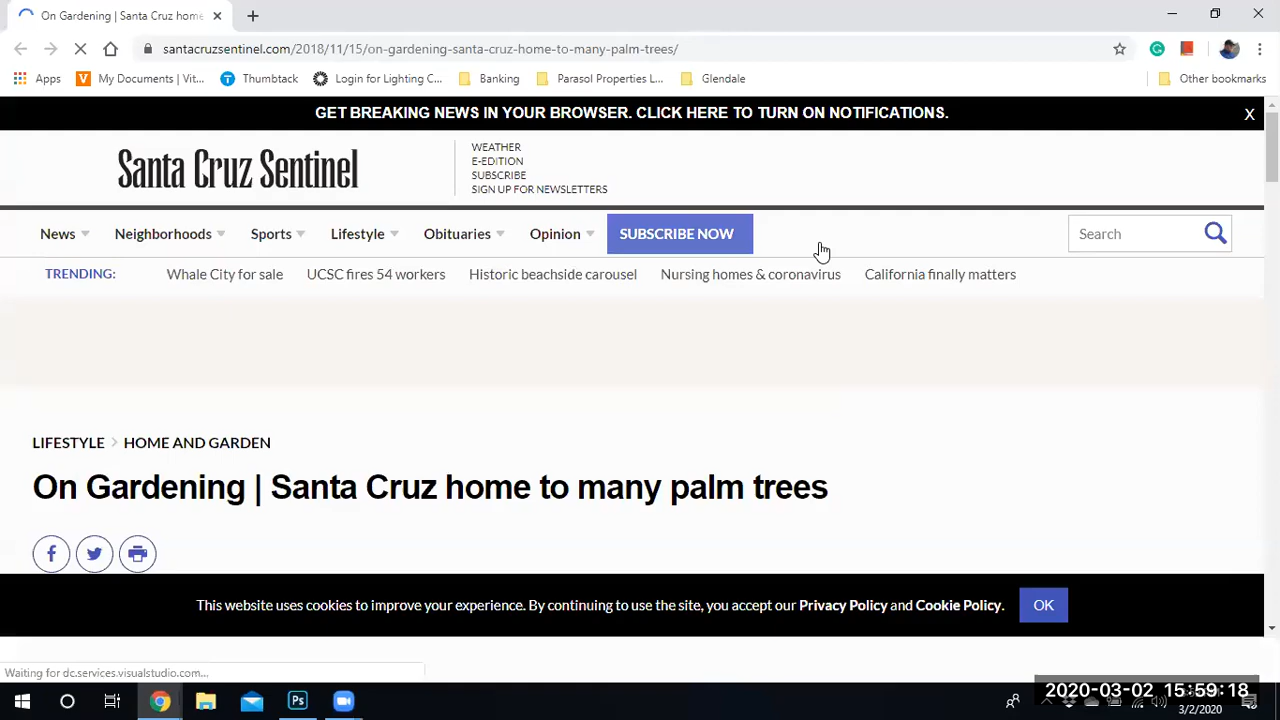 On Gardening | Santa Cruz home
santacruzsentinel.com/2018/11/15/on-gardening-santa-cruz-home-to-many-palm-trees/
Apps My Documents | Vit... Thumbtack Login for Lighting C... Banking Parasol Properties L... Glendale Other bookmarks
GET BREAKING NEWS IN YOUR BROWSER. CLICK HERE TO TURN ON NOTIFICATIONS. X
Santa Cruz Sentinel
WEATHER
E-EDITION
SUBSCRIBE
SIGN UP FOR NEWSLETTERS
News Neighborhoods Sports Lifestyle Obituaries Opinion SUBSCRIBE NOW Search
TRENDING: Whale City for sale UCSC fires 54 workers Historic beachside carousel Nursing homes & coronavirus California finally matters
LIFESTYLE > HOME AND GARDEN
On Gardening | Santa Cruz home to many palm trees
This website uses cookies to improve your experience. By continuing to use the site, you accept our Privacy Policy and Cookie Policy. OK
Waiting for dc.services.visualstudio.com...
Ps
2020-03-02 15:59:18
3/2/2020